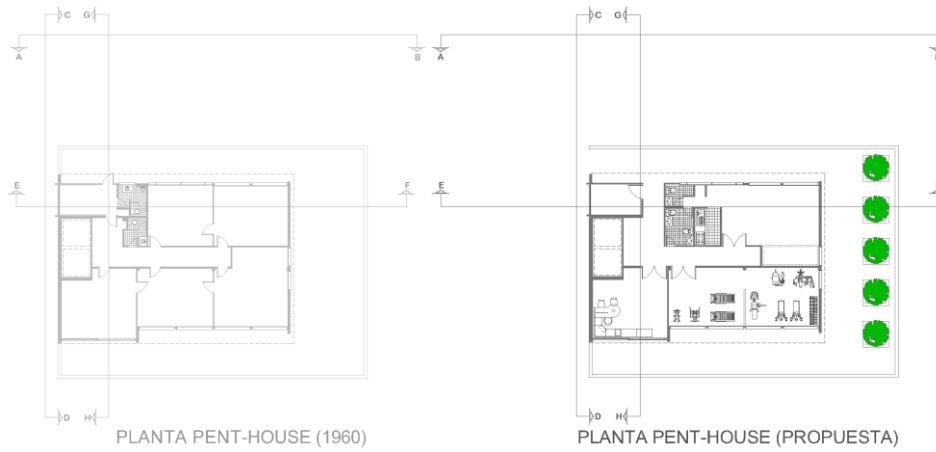 C G C G
A B A
E F E
D H D H
PLANTA PENT-HOUSE (1960) PLANTA PENT-HOUSE (PROPUESTA)